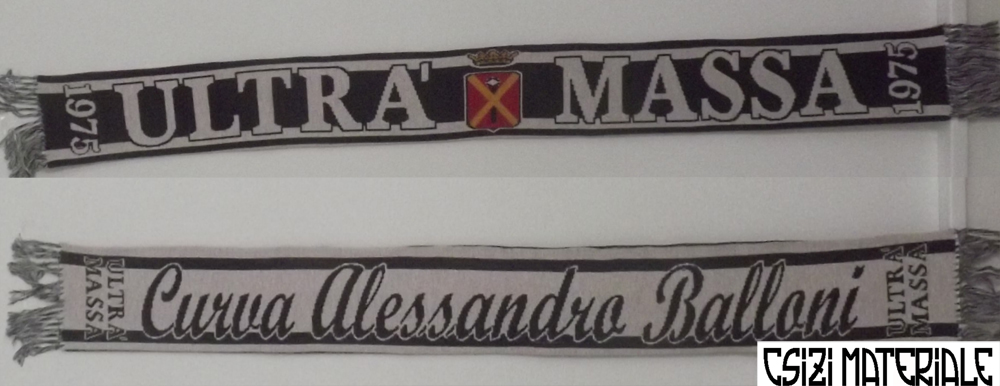 1975 ULTRA' MASSA 1975
ULTRA'
MASSA
Curva Alessandro Balloni
ULTRA'
MASSA
CSIZI MATERIALE